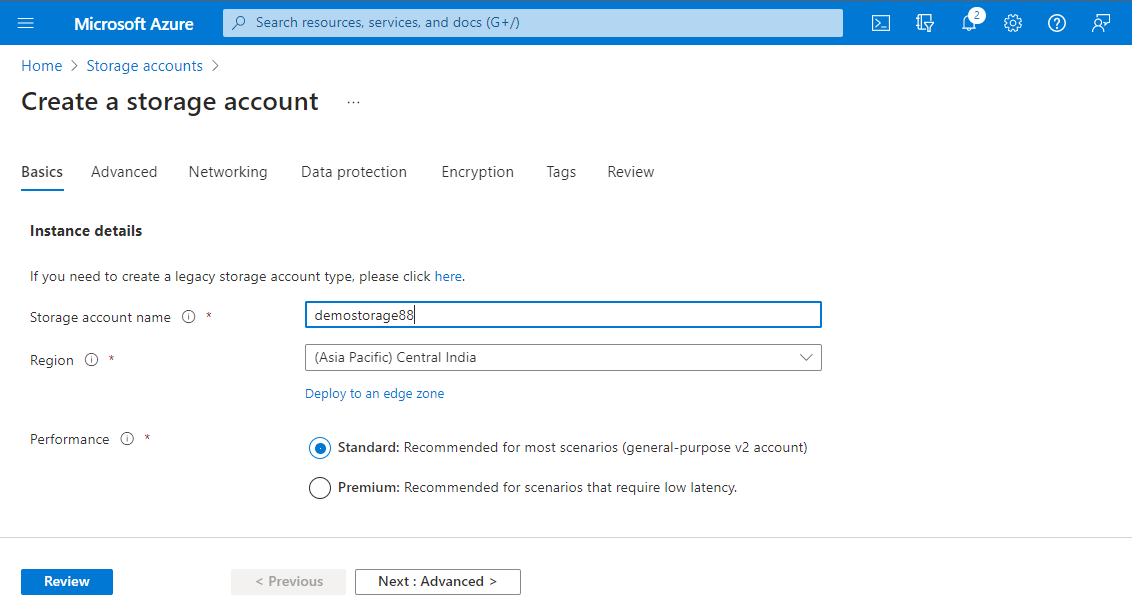 Microsoft Azure
Search resources, services, and docs (G+/)
2
Home > Storage accounts >
Create a storage account ...
Basics Advanced Networking Data protection Encryption Tags Review
Instance details
If you need to create a legacy storage account type, please click here.
Storage account name * demostorage88
Region * (Asia Pacific) Central India
Deploy to an edge zone
Performance *
Standard: Recommended for most scenarios (general-purpose v2 account)
Premium: Recommended for scenarios that require low latency.
Review < Previous Next : Advanced >